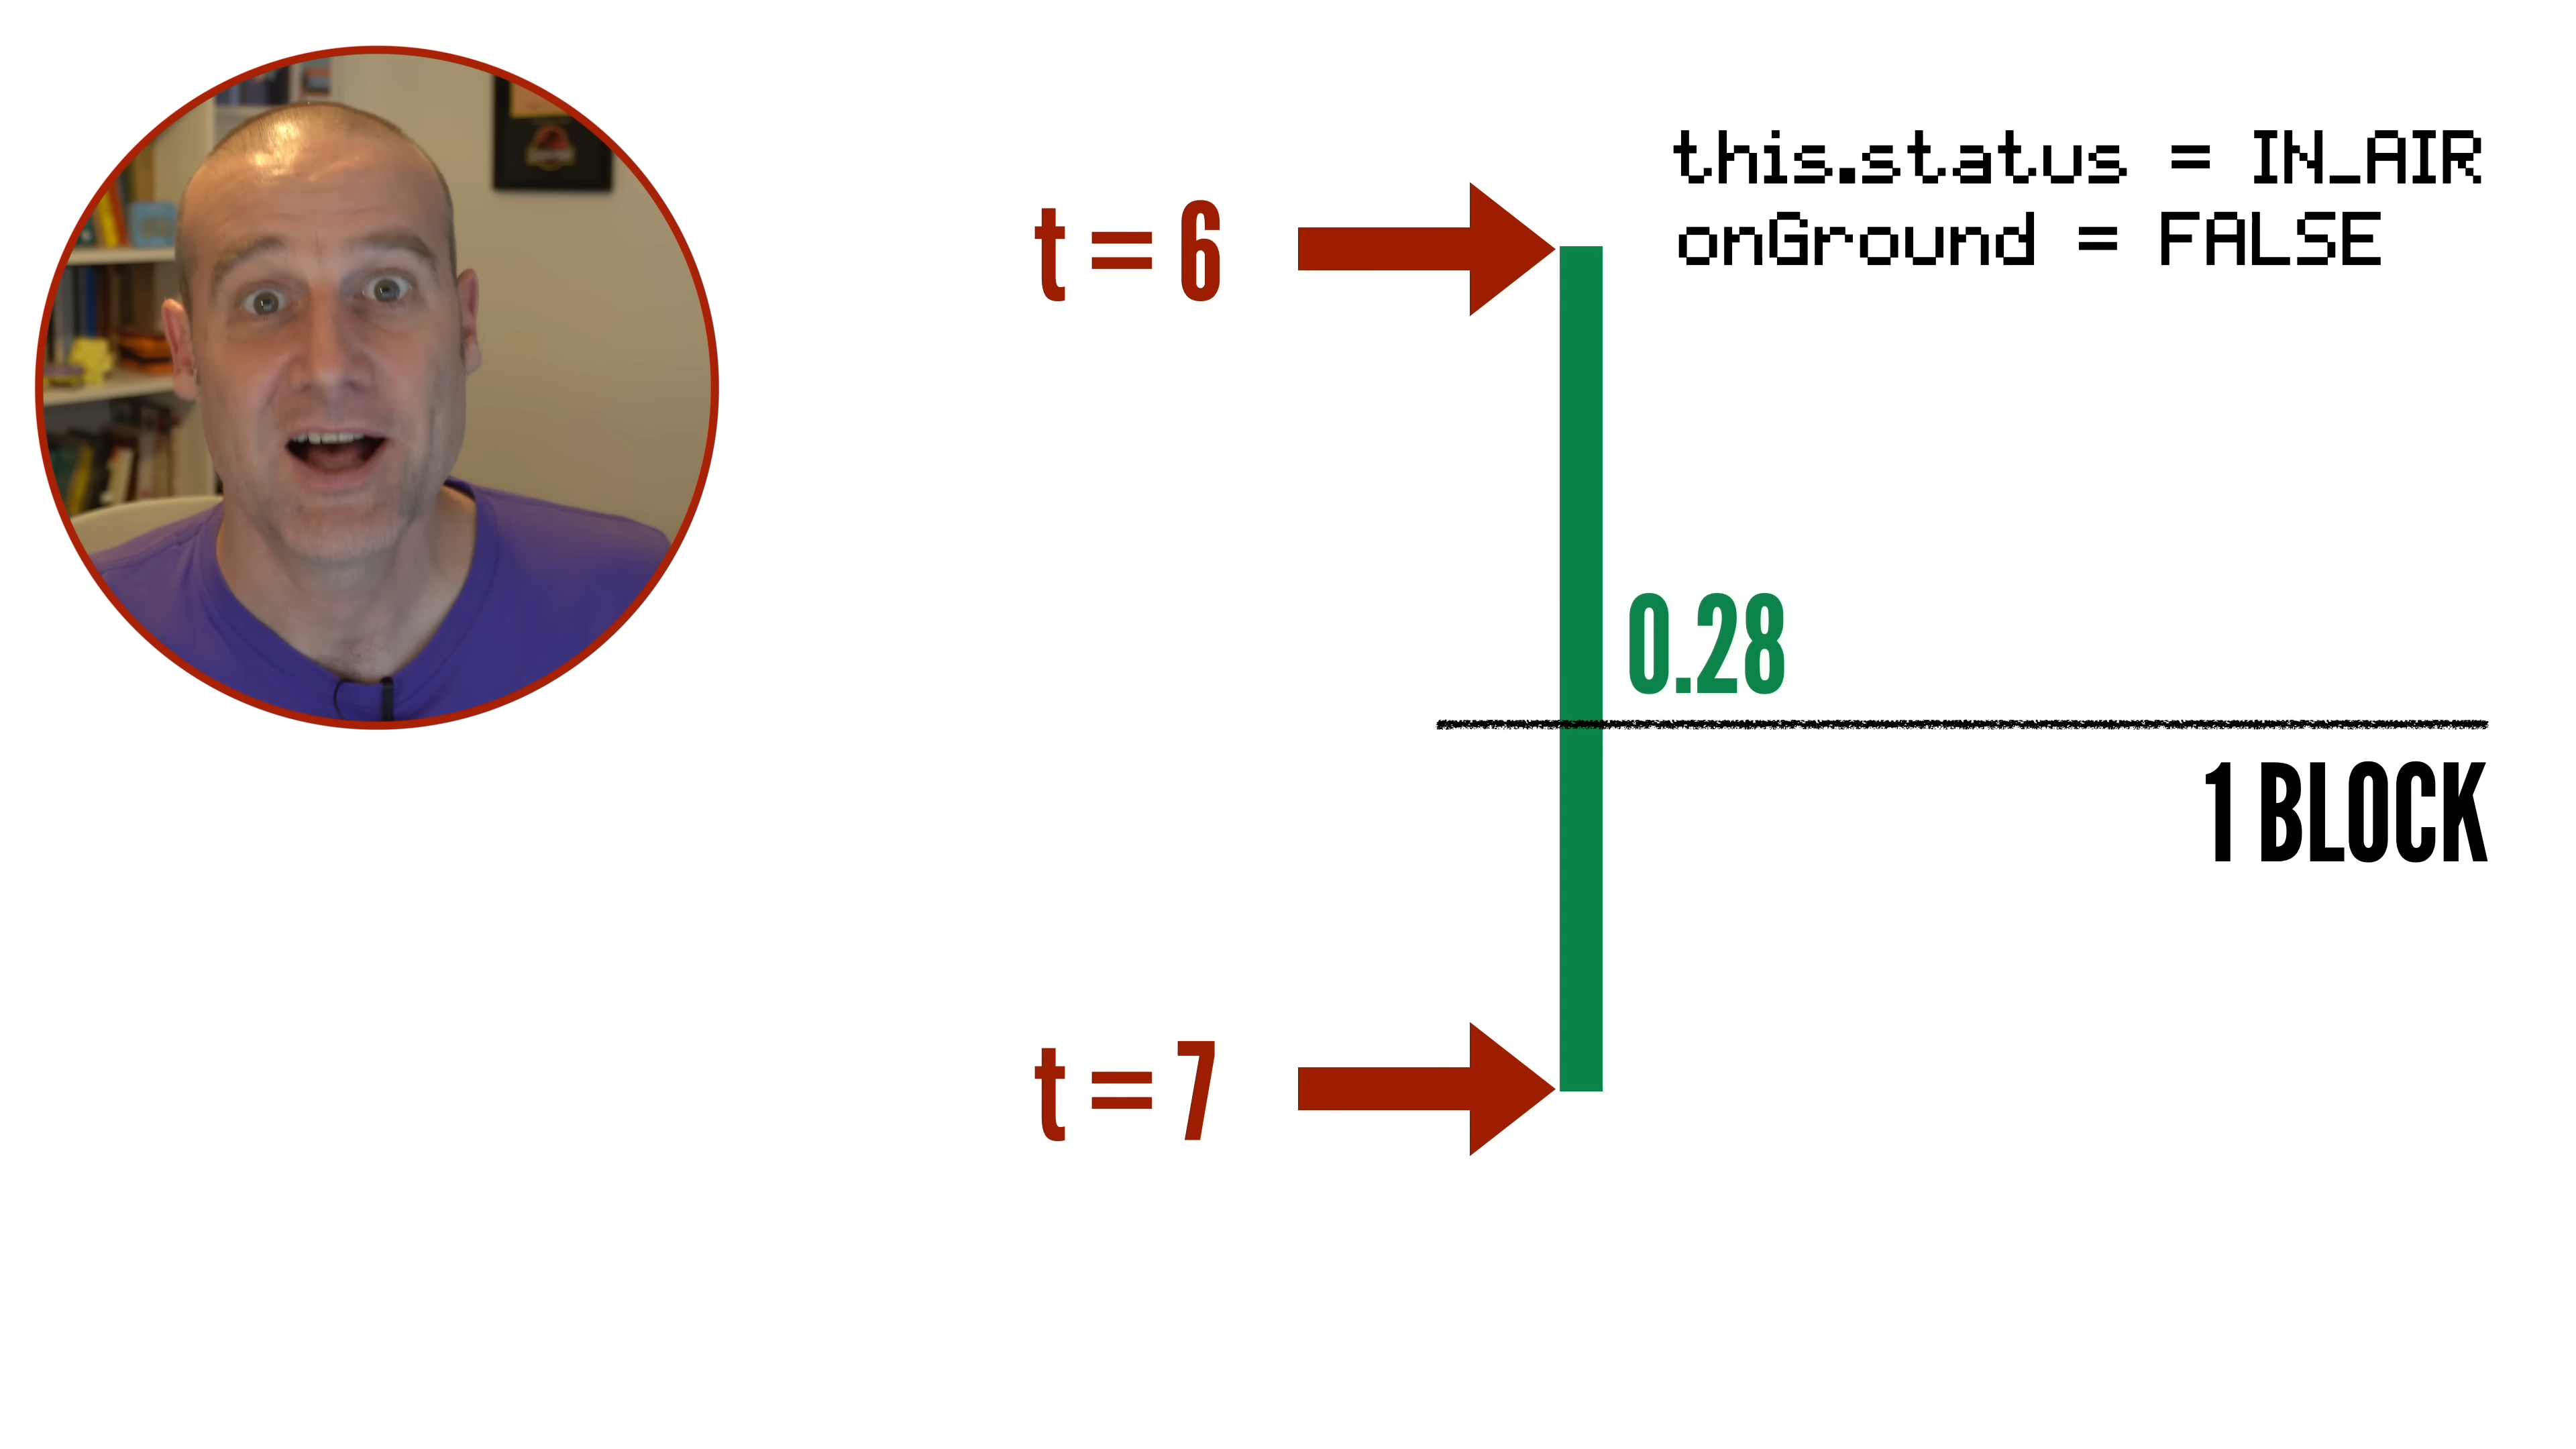 this.status = IN_AIR
onGround = FALSE
t = 6
0.28
1 BLOCK
t = 7